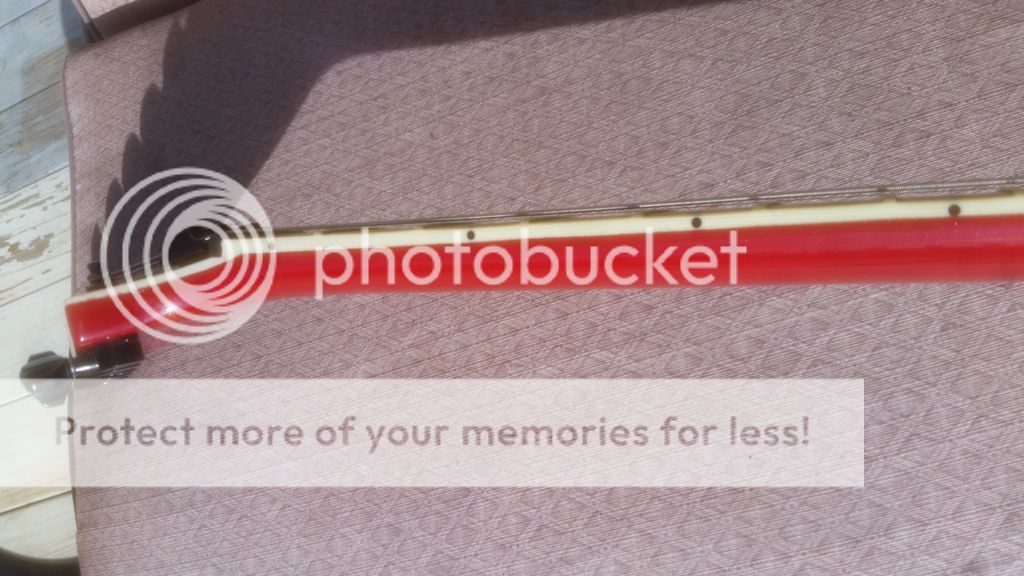 photobucket
Protect more of your memories for less!